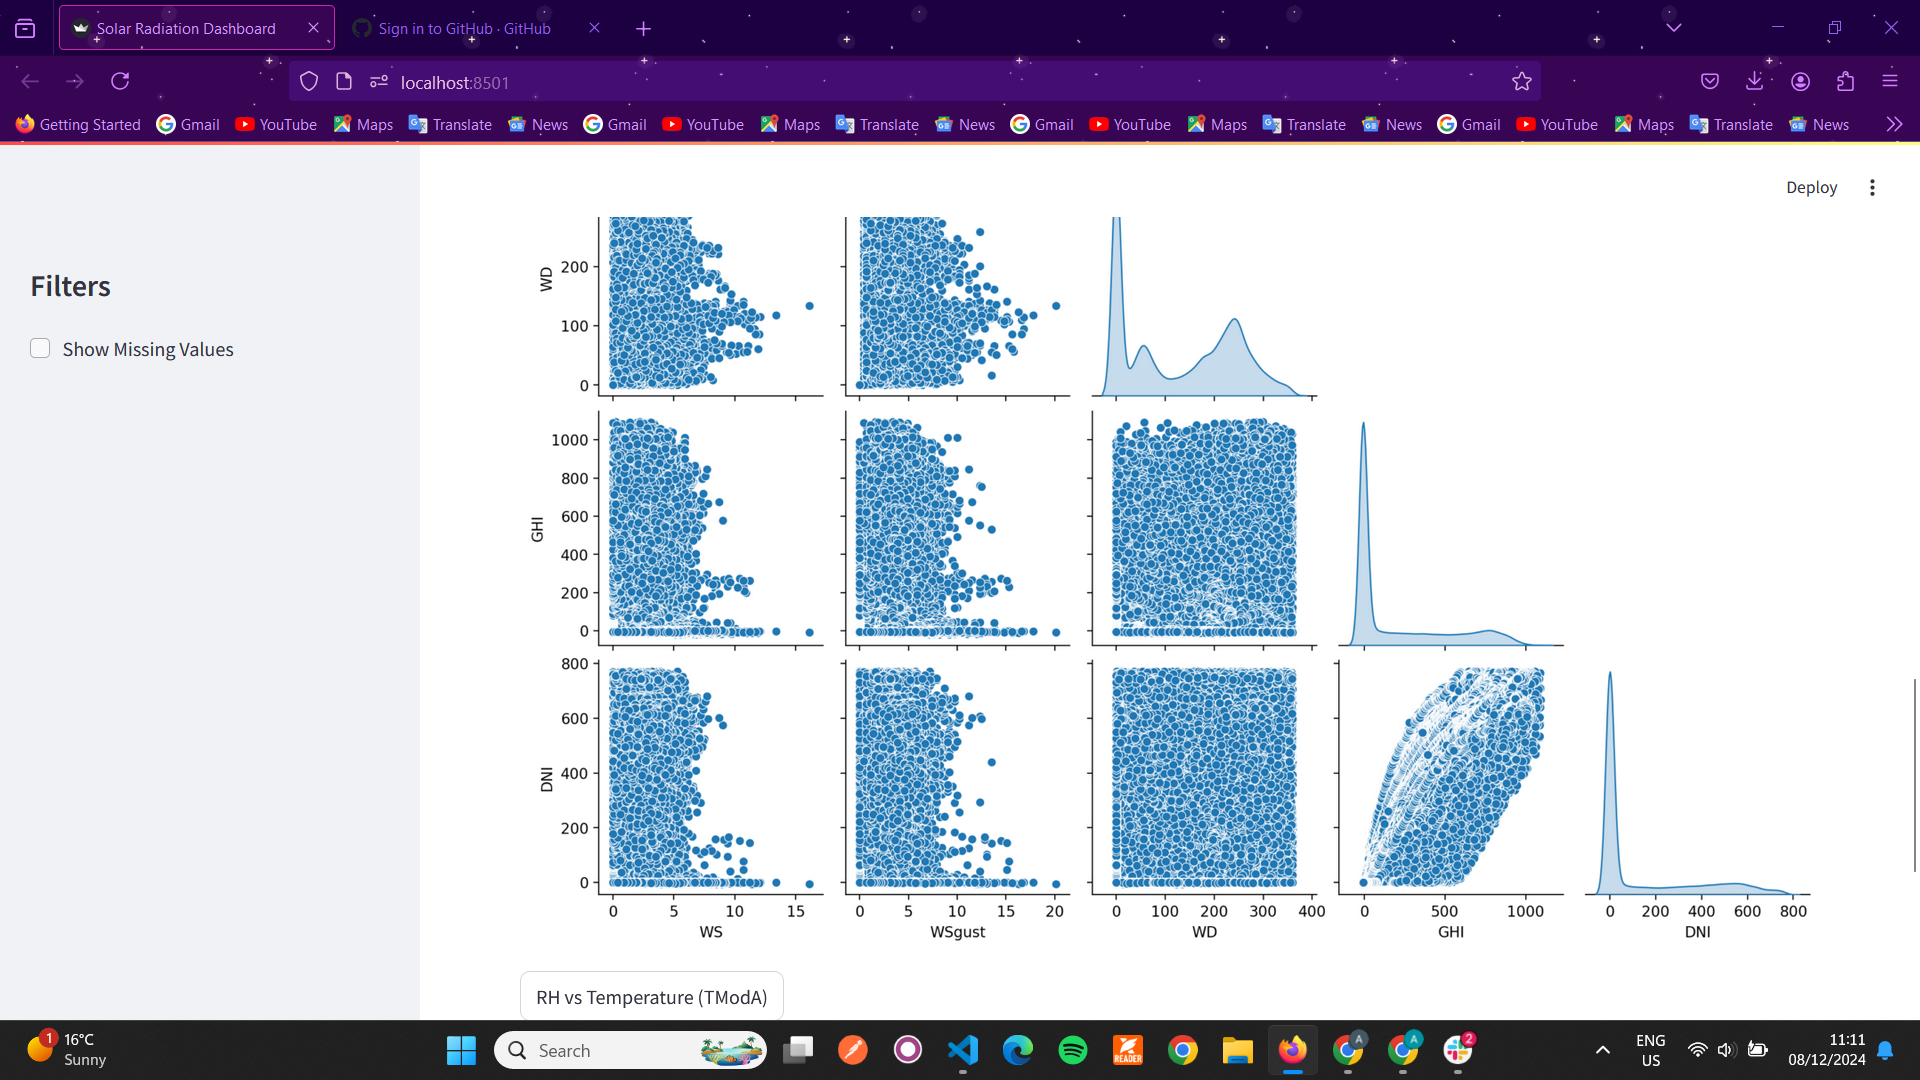 Solar Radiation Dashboard
Sign in to GitHub · GitHub
localhost:8501
Getting Started Gmail YouTube Maps Translate News Gmail YouTube Maps Translate News Gmail YouTube Maps Translate News Gmail YouTube Maps Translate News
Deploy
Filters
Show Missing Values
WD
200
100
0
GHI
1000
800
600
400
200
0
DNI
800
600
400
200
0
0 5 10 15
0 5 10 15 20
0 100 200 300 400
0 500 1000
0 200 400 600 800
WS
WSgust
WD
GHI
DNI
RH vs Temperature (TModA)
1
16°C
Sunny
Search
READER
A
A
2
ENG
US
11:11
08/12/2024